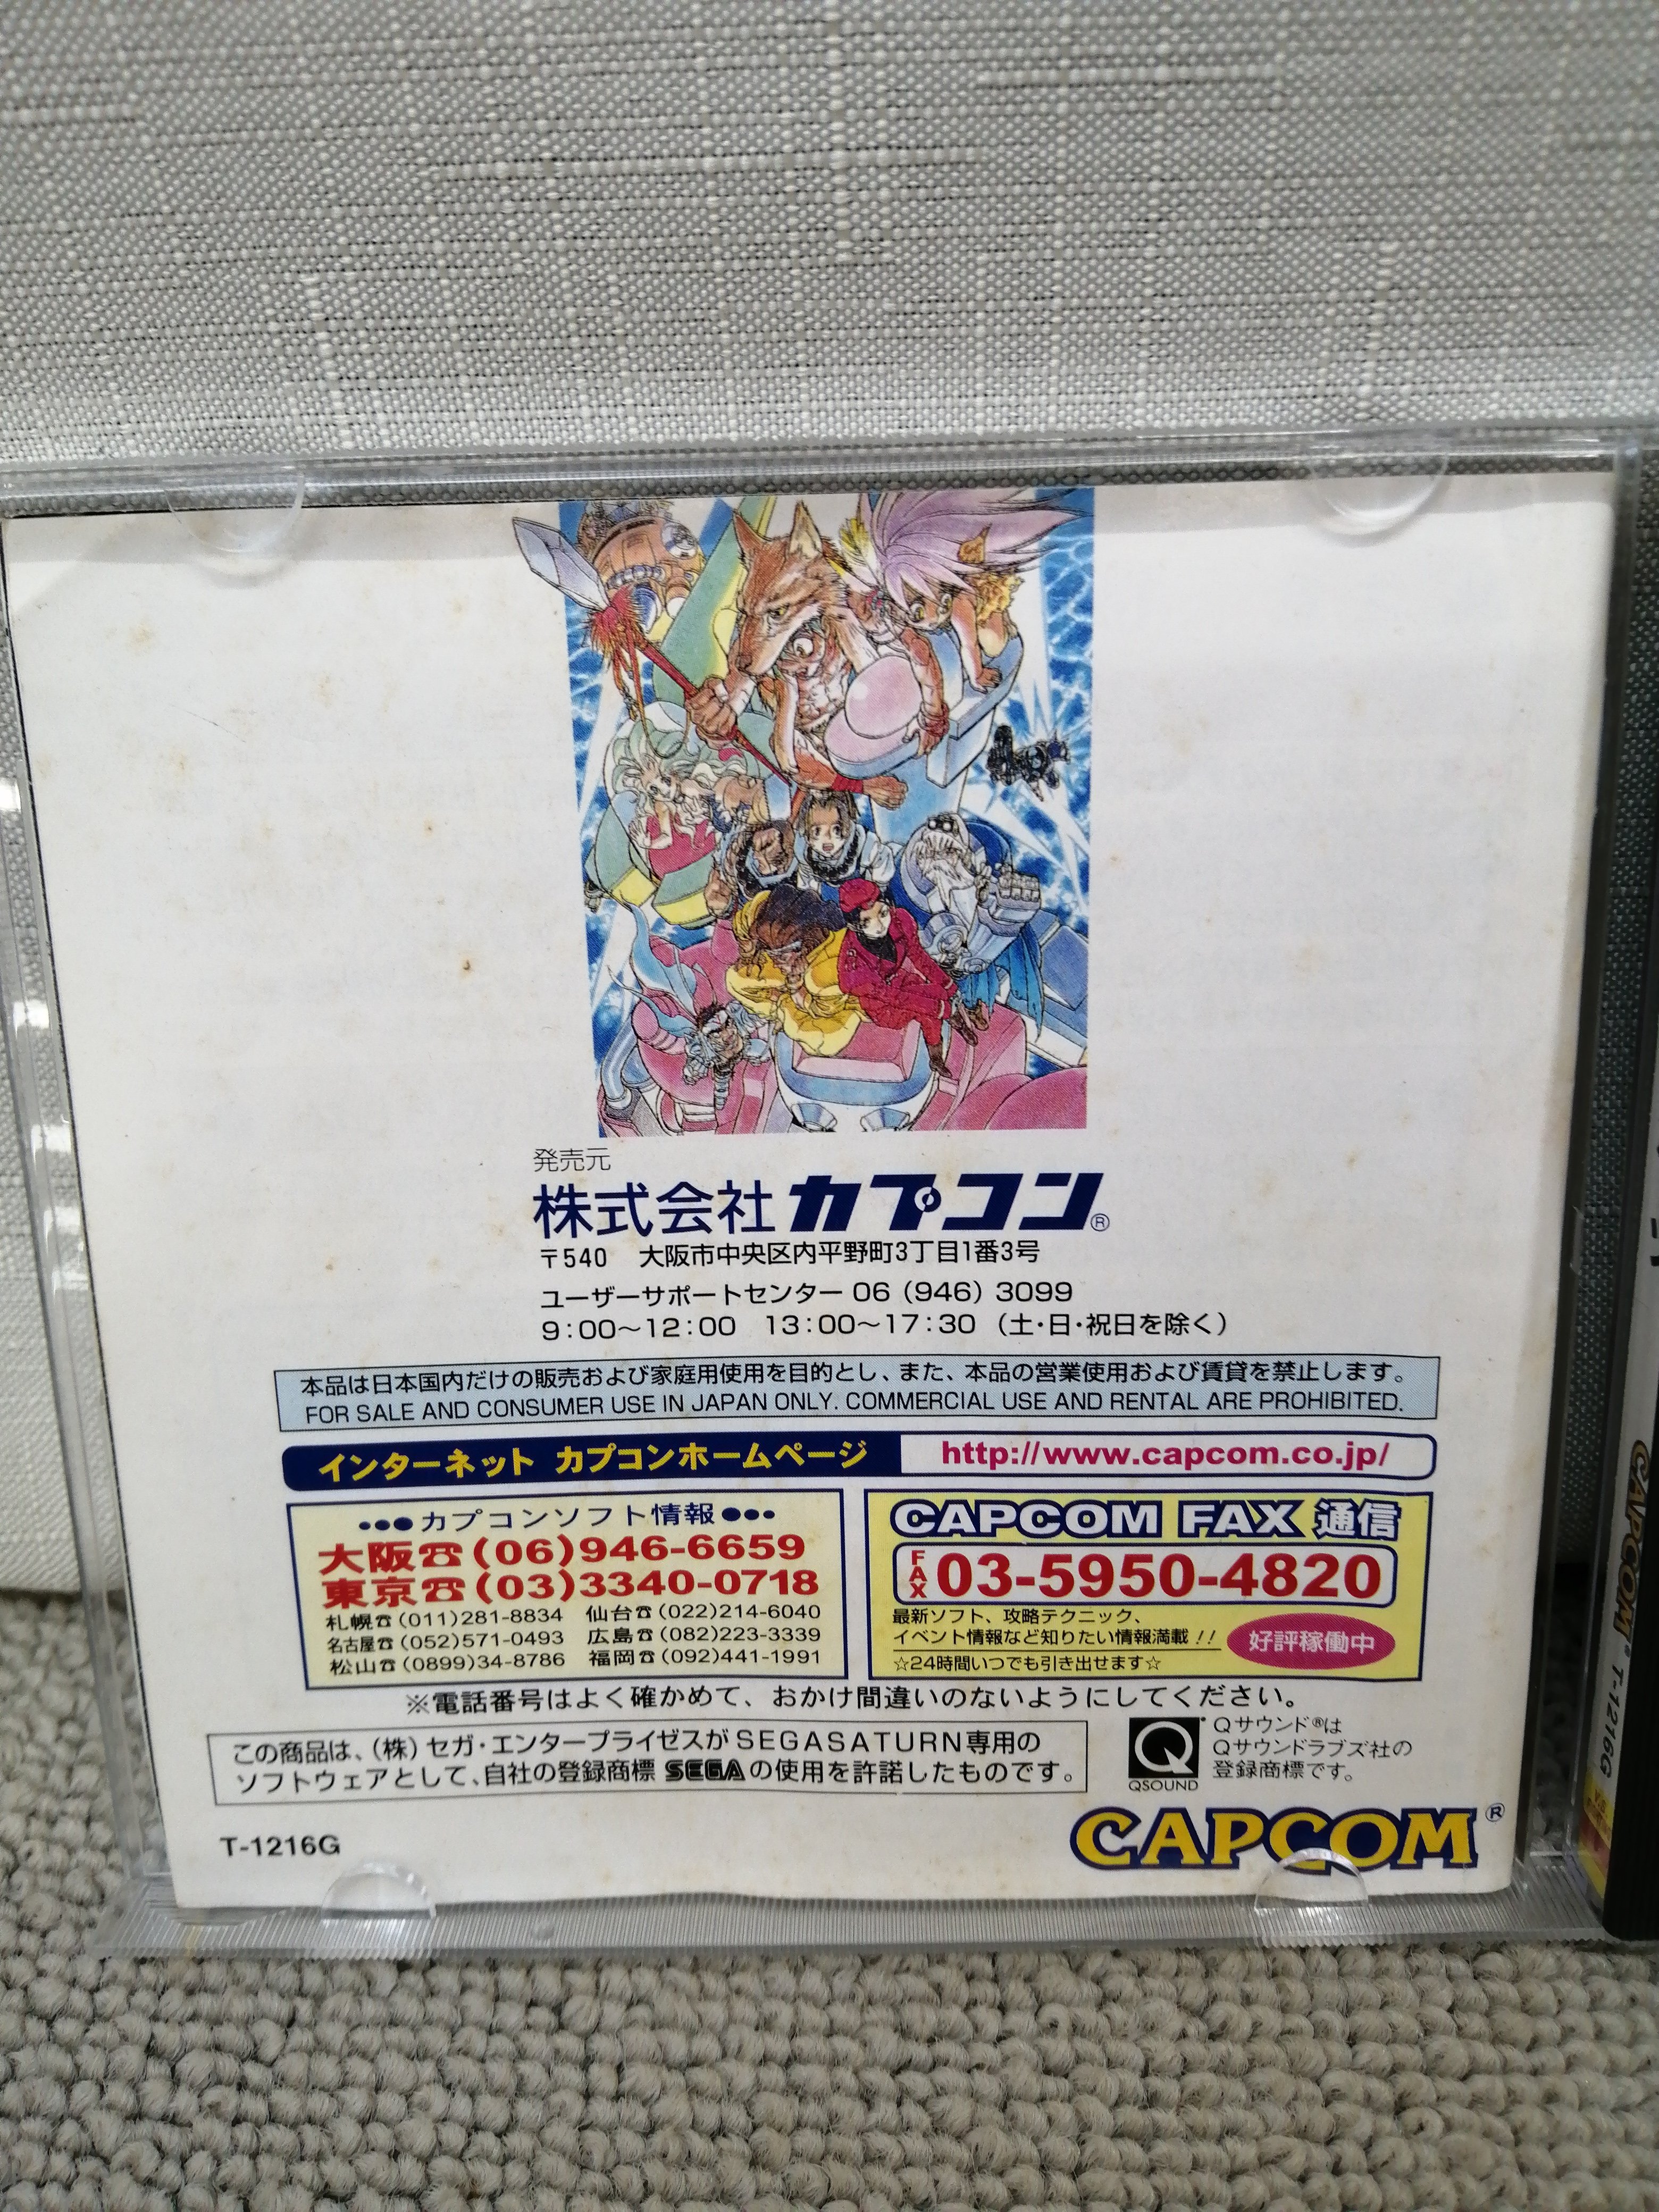 発売元
株式会社カプコン®
〒540 大阪市中央区内平野町3丁目1番3号
ユーザーサポートセンター 06 (946) 3099
9:00～12:00 13:00～17:30 (土・日・祝日を除く)
本品は日本国内だけの販売および家庭用使用を目的とし、また、本品の営業使用および賃貸を禁止します。
FOR SALE AND CONSUMER USE IN JAPAN ONLY. COMMERCIAL USE AND RENTAL ARE PROHIBITED.
インターネット カプコンホームページ http://www.capcom.co.jp/
●●●カプコンソフト情報●●●
大阪☎(06)946-6659
東京☎(03)3340-0718
札幌☎(011)281-8834 仙台☎(022)214-6040
名古屋☎(052)571-0493 広島☎(082)223-3339
松山☎(0899)34-8786 福岡☎(092)441-1991
CAPCOM FAX 通信
FAX 03-5950-4820
最新ソフト、攻略テクニック、
イベント情報など知りたい情報満載!!
好評稼働中
☆24時間いつでも引き出せます☆
※電話番号はよく確かめて、おかけ間違いのないようにしてください。
この商品は、(株)セガ・エンタープライゼスがSEGASATURN専用の
ソフトウェアとして、自社の登録商標 SEGA の使用を許諾したものです。
QSOUND
Qサウンド®は
Qサウンドラブズ社の
登録商標です。
T-1216G
CAPCOM®
CAPCOM® T-1216G